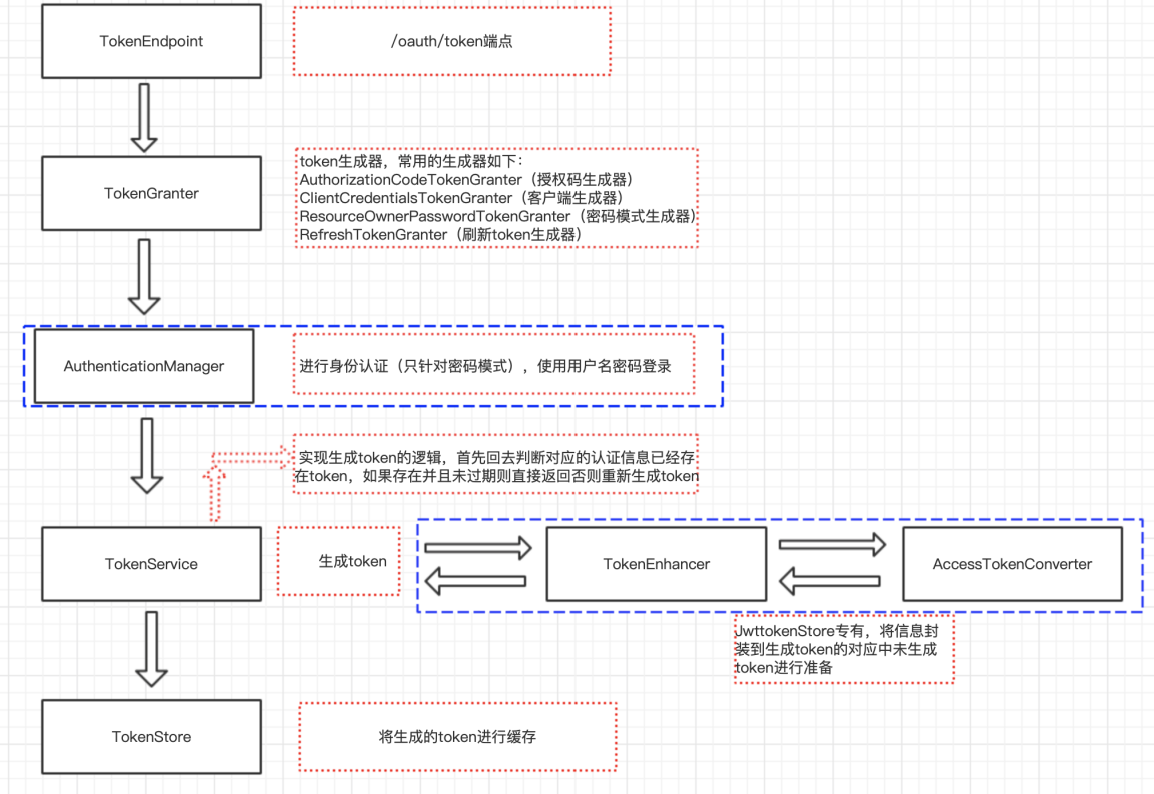 TokenEndpoint
/oauth/token端点
TokenGranter
token生成器，常用的生成器如下：
AuthorizationCodeTokenGranter（授权码生成器）
ClientCredentialsTokenGranter（客户端生成器）
ResourceOwnerPasswordTokenGranter（密码模式生成器）
RefreshTokenGranter（刷新token生成器）
AuthenticationManager
进行身份认证（只针对密码模式），使用用户名密码登录
实现生成token的逻辑，首先回去判断对应的认证信息已经存
在token，如果存在并且未过期则直接返回否则重新生成token
TokenService
生成token
TokenEnhancer
AccessTokenConverter
JwttokenStore专有，将信息封
装到生成token的对应中未生成
token进行准备
TokenStore
将生成的token进行缓存